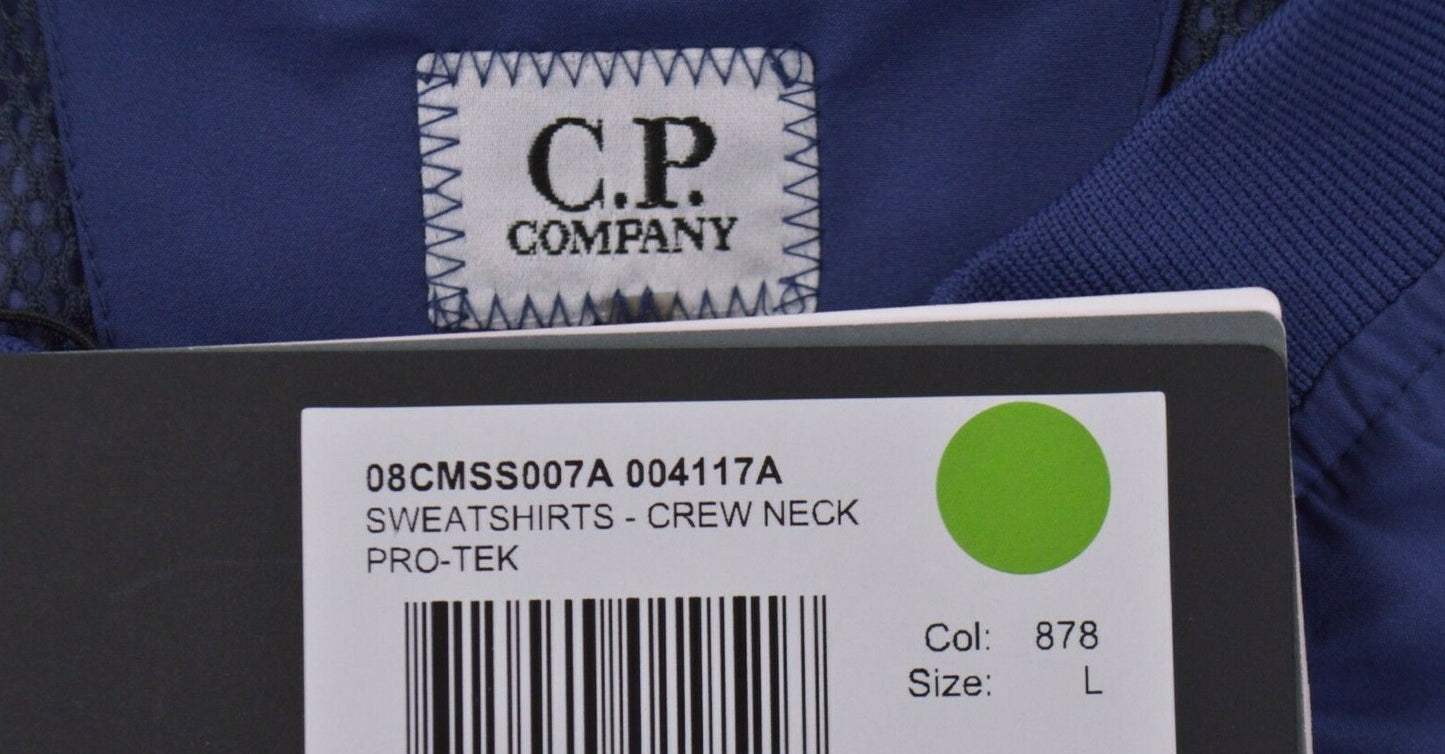 C.P.
COMPANY
08CMSS007A 004117A
SWEATSHIRTS - CREW NECK
PRO-TEK
Col: 878
Size: L